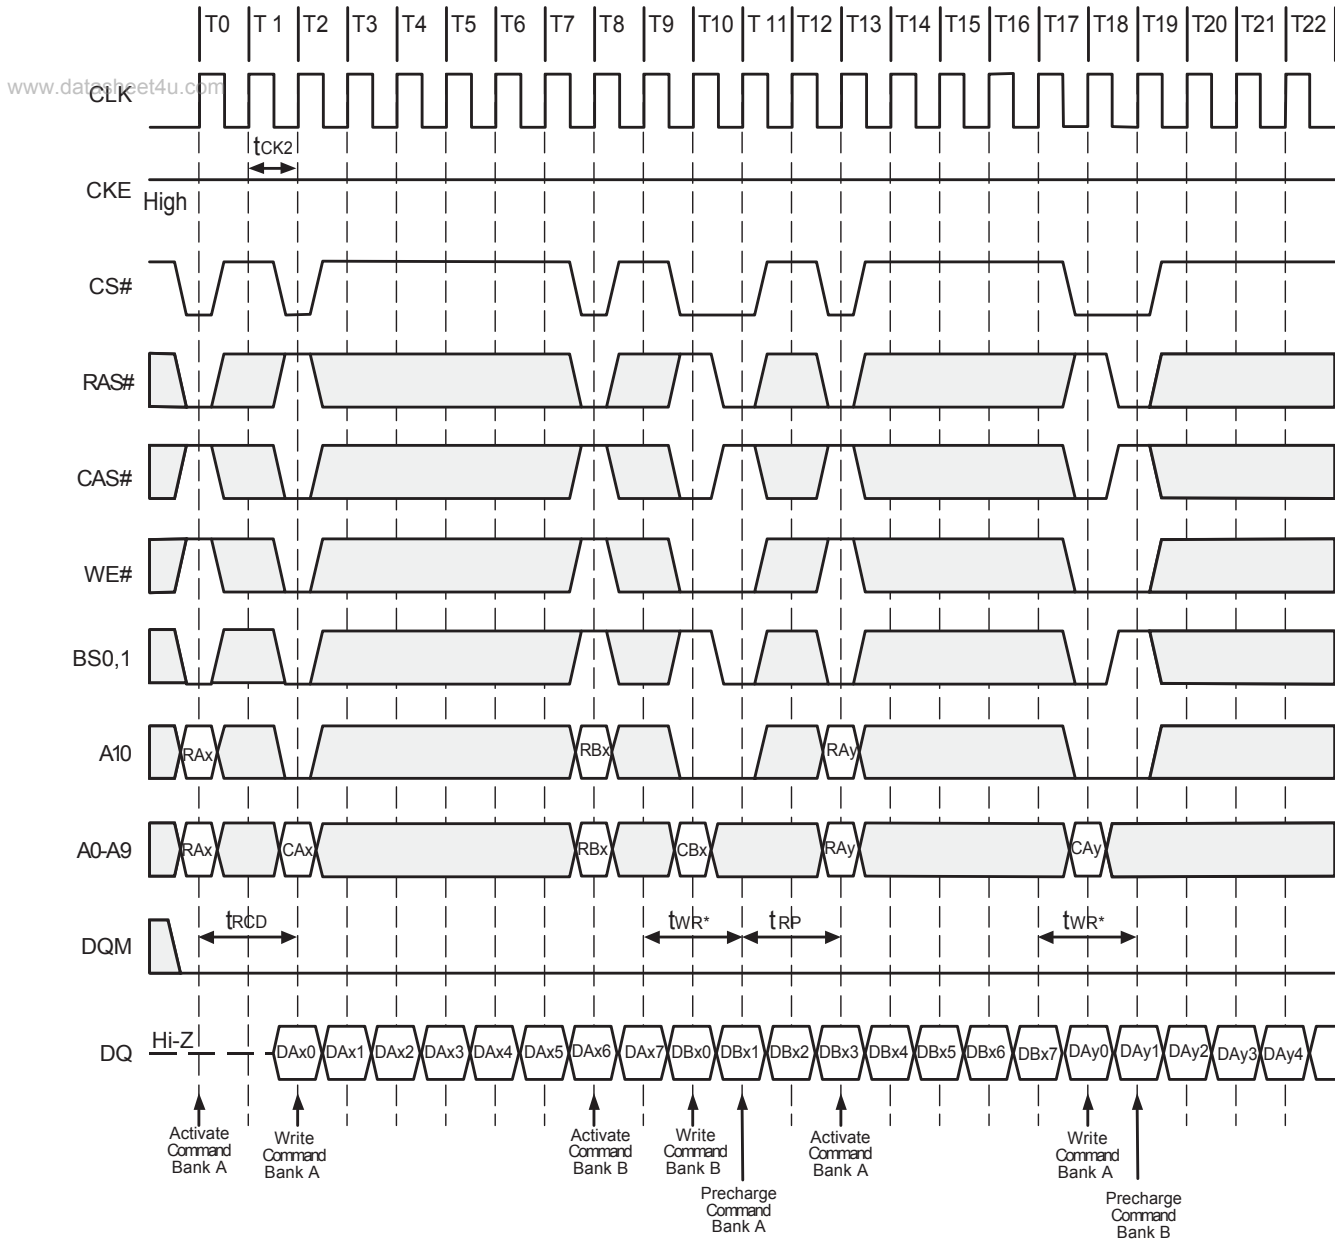 T0 T 1 T2 T3 T4 T5 T6 T7 T8 T9 T10 T 11 T12 T13 T14 T15 T16 T17 T18 T19 T20 T21 T22
www.datasheet4u.com
CLK
tCK2
CKE
High
CS#
RAS#
CAS#
WE#
BS0,1
A10
RAx RBx RAy
A0-A9
RAx CAx RBx CBx RAy CAy
tRCD tWR* tRP tWR*
DQM
Hi-Z
DQ
DAx0 DAx1 DAx2 DAx3 DAx4 DAx5 DAx6 DAx7 DBx0 DBx1 DBx2 DBx3 DBx4 DBx5 DBx6 DBx7 DAy0 DAy1 DAy2 DAy3 DAy4
Activate
Command
Bank A
Write
Command
Bank A
Activate
Command
Bank B
Write
Command
Bank B
Precharge
Command
Bank A
Activate
Command
Bank A
Write
Command
Bank A
Precharge
Command
Bank B